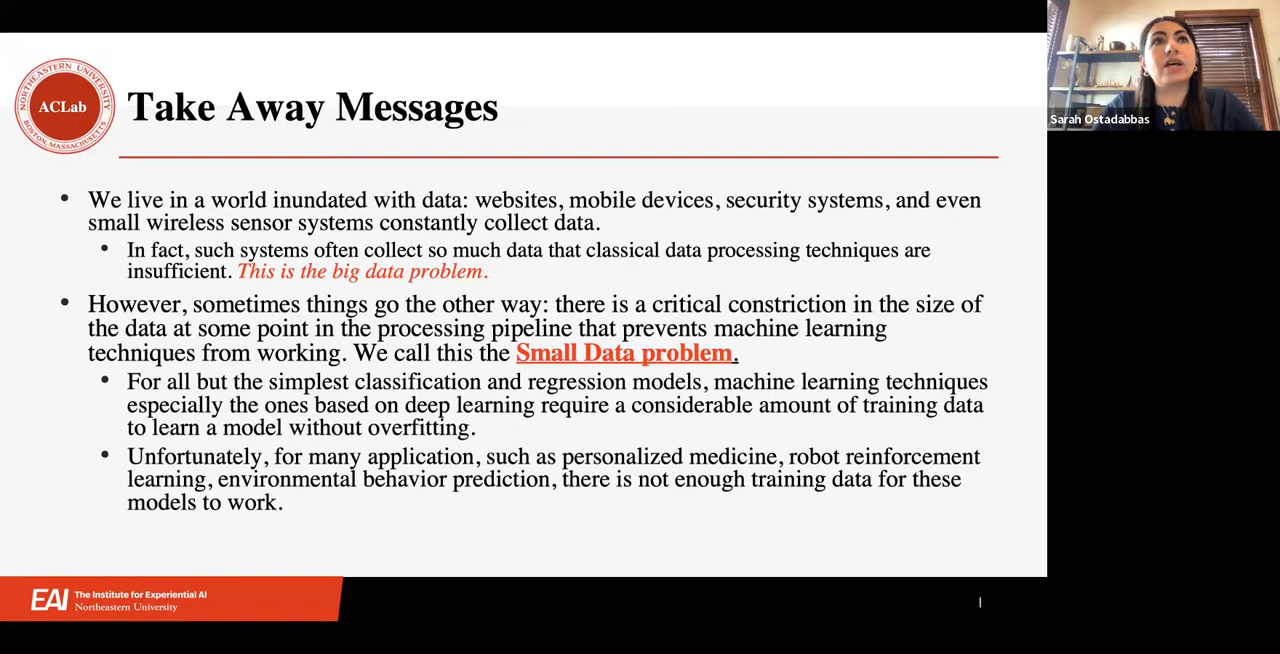 NORTHEASTERN UNIVERSITY
ACLab
BOSTON, MASSACHUSETTS
Take Away Messages
Sarah Ostadabbas
• We live in a world inundated with data: websites, mobile devices, security systems, and even
small wireless sensor systems constantly collect data.
• In fact, such systems often collect so much data that classical data processing techniques are
insufficient. This is the big data problem.
• However, sometimes things go the other way: there is a critical constriction in the size of
the data at some point in the processing pipeline that prevents machine learning
techniques from working. We call this the Small Data problem.
• For all but the simplest classification and regression models, machine learning techniques
especially the ones based on deep learning require a considerable amount of training data
to learn a model without overfitting.
• Unfortunately, for many application, such as personalized medicine, robot reinforcement
learning, environmental behavior prediction, there is not enough training data for these
models to work.
EAI The Institute for Experiential AI
Northeastern University